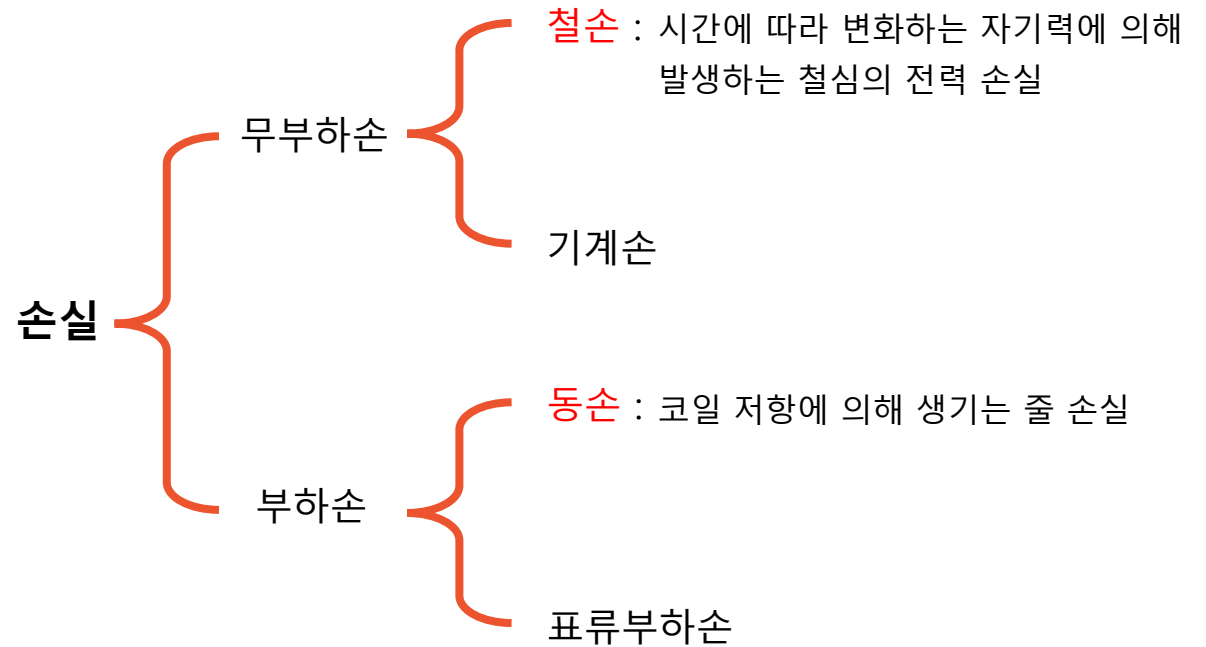 철손 : 시간에 따라 변화하는 자기력에 의해
발생하는 철심의 전력 손실
무부하손
기계손
손실
동손 : 코일 저항에 의해 생기는 줄 손실
부하손
표류부하손